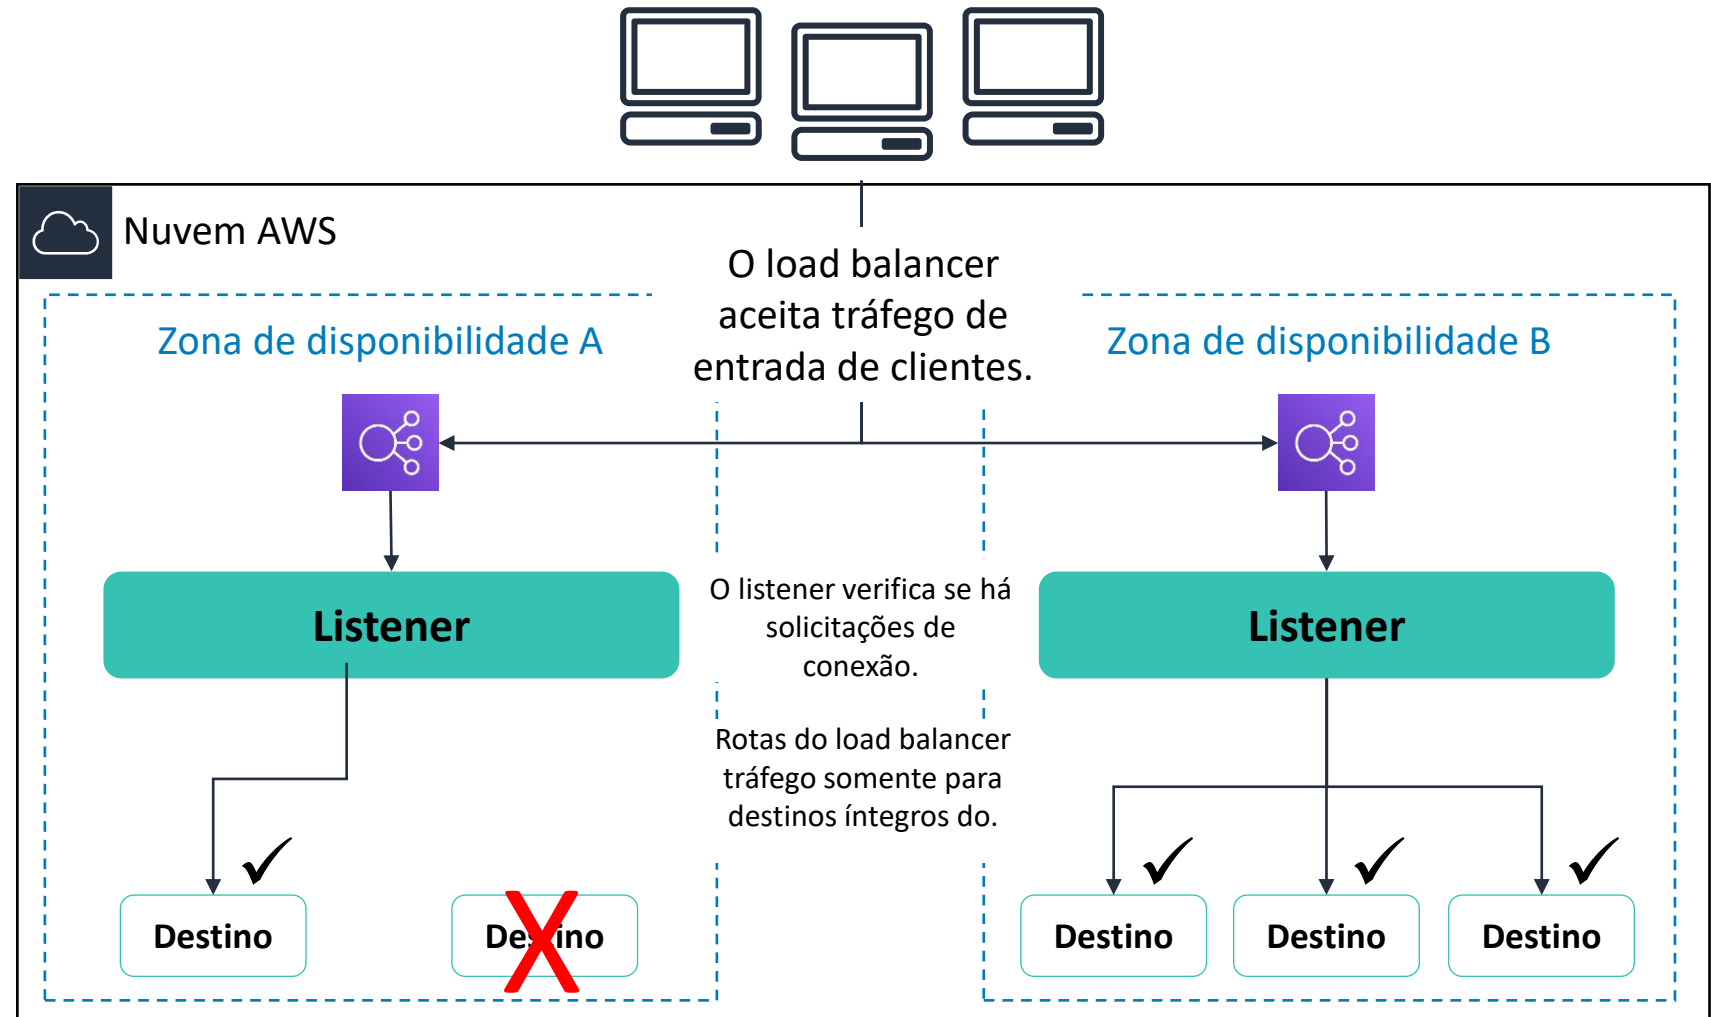 Nuvem AWS
O load balancer
aceita tráfego de
entrada de clientes.
Zona de disponibilidade A
Zona de disponibilidade B
O listener verifica se há
solicitações de
conexão.
Listener
Listener
Rotas do load balancer
tráfego somente para
destinos íntegros do.
Destino
Destino
Destino
Destino
Destino